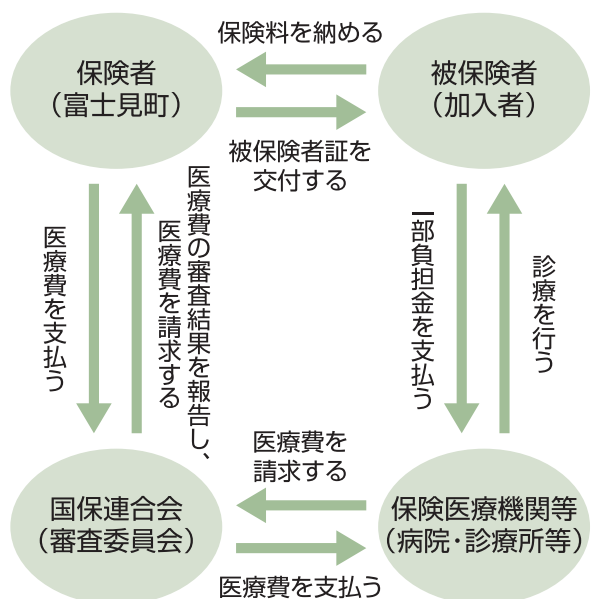 保険料を納める
保険者
（富士見町）
被保険者
（加入者）
被保険者証を
交付する
医療費を支払う
医療費の審査結果を報告し、
医療費を請求する
一部負担金を支払う
診療を行う
医療費を
請求する
国保連合会
（審査委員会）
保険医療機関等
（病院・診療所等）
医療費を支払う